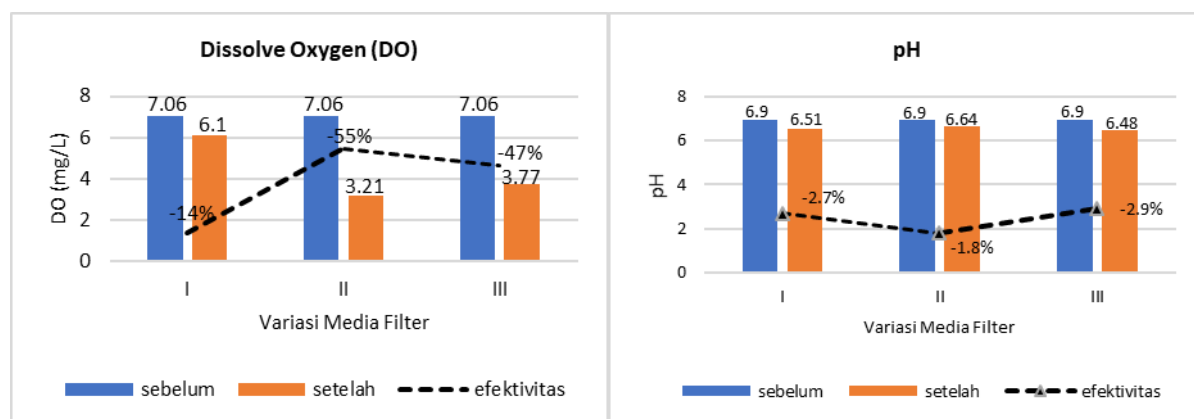 Dissolve Oxygen (DO)
DO (mg/L)
8
6
4
2
0
7.06
7.06
7.06
6.1
3.21
3.77
-14%
-55%
-47%
I
II
III
Variasi Media Filter
sebelum
setelah
efektivitas
pH
pH
8
6
4
2
0
6.9
6.51
6.9
6.64
6.9
6.48
-2.7%
-1.8%
-2.9%
I
II
III
Variasi Media Filter
sebelum
setelah
efektivitas